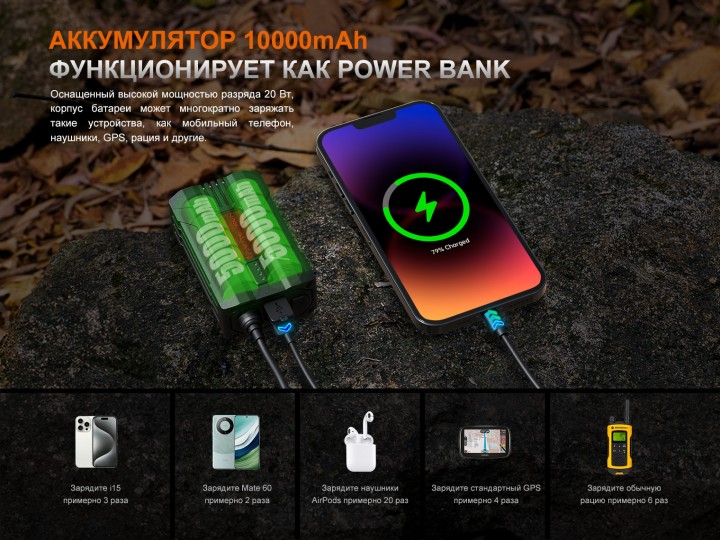 АККУМУЛЯТОР 10000mAh
ФУНКЦИОНИРУЕТ КАК POWER BANK
Оснащенный высокой мощностью разряда 20 Вт,
корпус батареи может многократно заряжать
такие устройства, как мобильный телефон,
наушники, GPS, рация и другие.
5000mAh
5000mAh
79% Charged
Зарядите i15
примерно 3 раза
Зарядите Mate 60
примерно 2 раза
Зарядите наушники
AirPods примерно 20 раз
Зарядите стандартный GPS
примерно 4 раза
Зарядите обычную
рацию примерно 6 раз